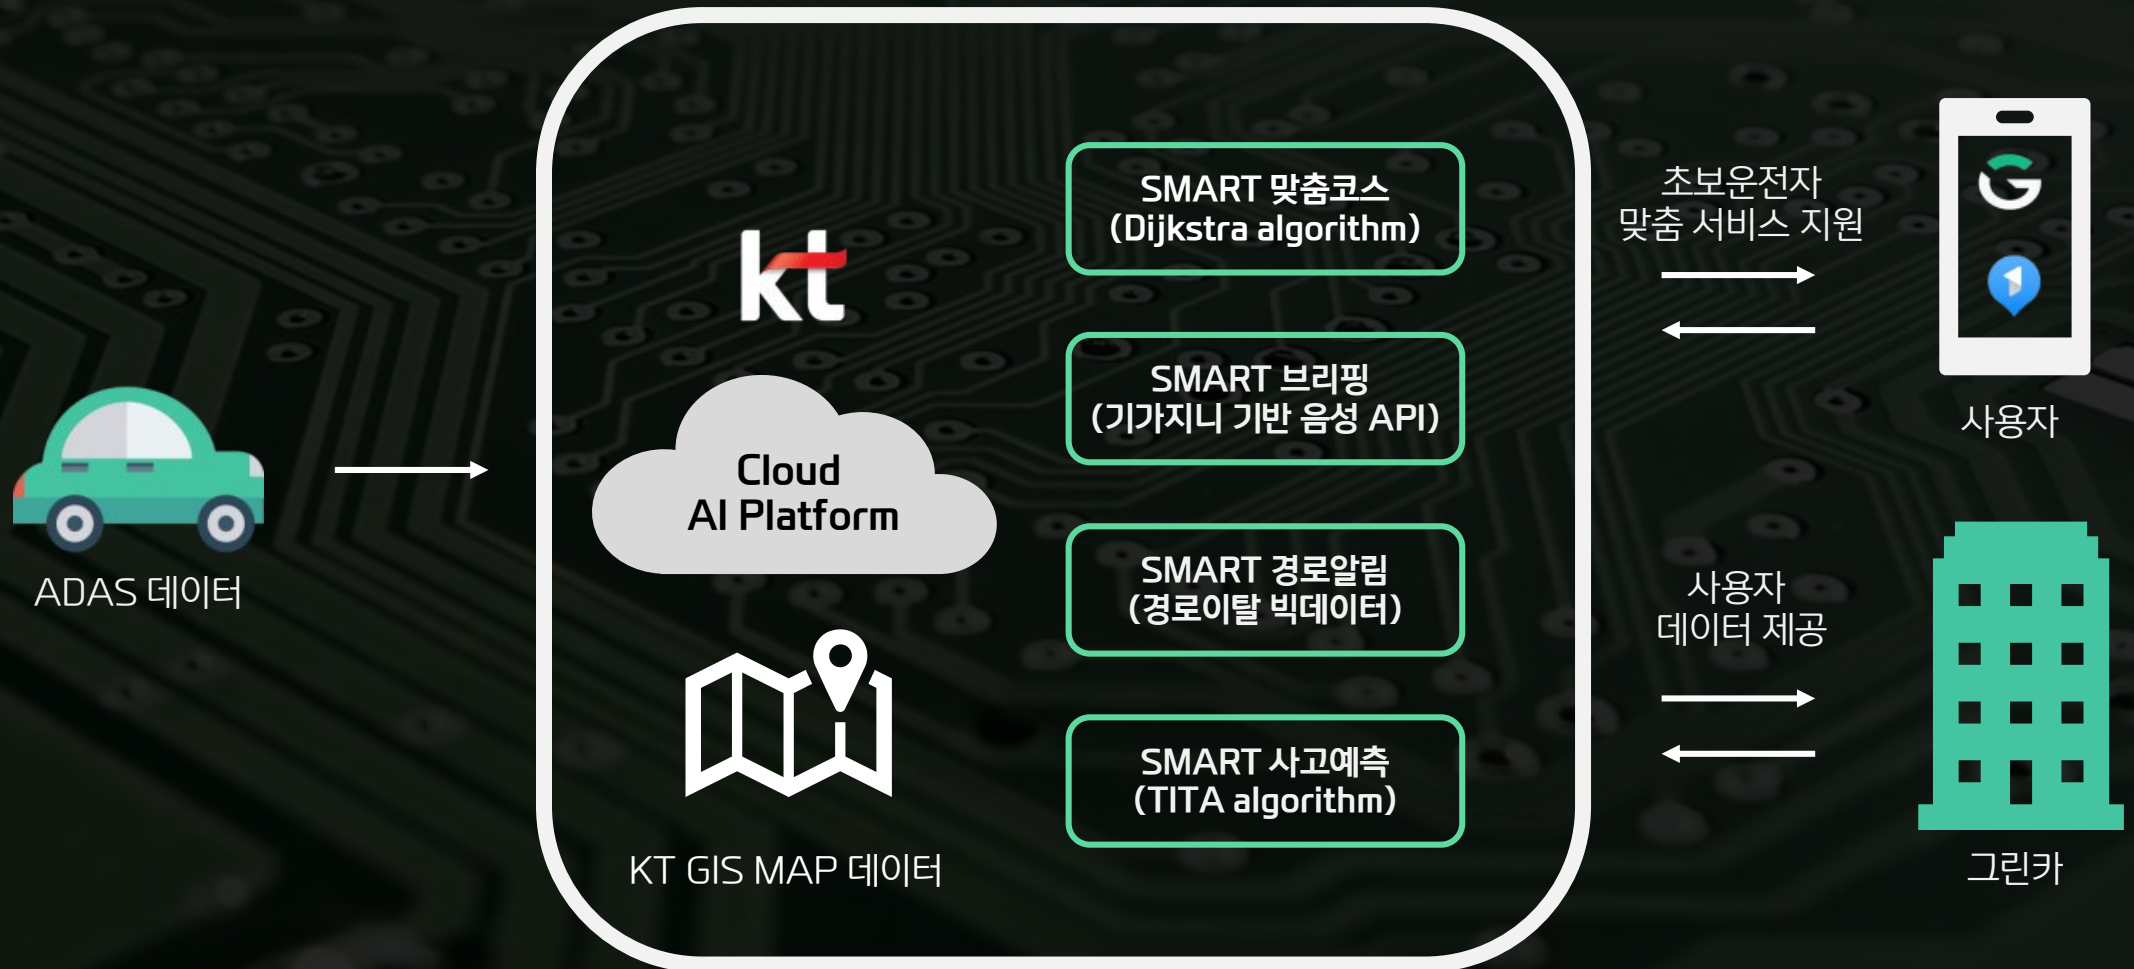 ADAS 데이터
kt
Cloud
AI Platform
KT GIS MAP 데이터
SMART 맞춤코스
(Dijkstra algorithm)
SMART 브리핑
(기가지니 기반 음성 API)
SMART 경로알림
(경로이탈 빅데이터)
SMART 사고예측
(TITA algorithm)
초보운전자
맞춤 서비스 지원
G
사용자
사용자
데이터 제공
그린카